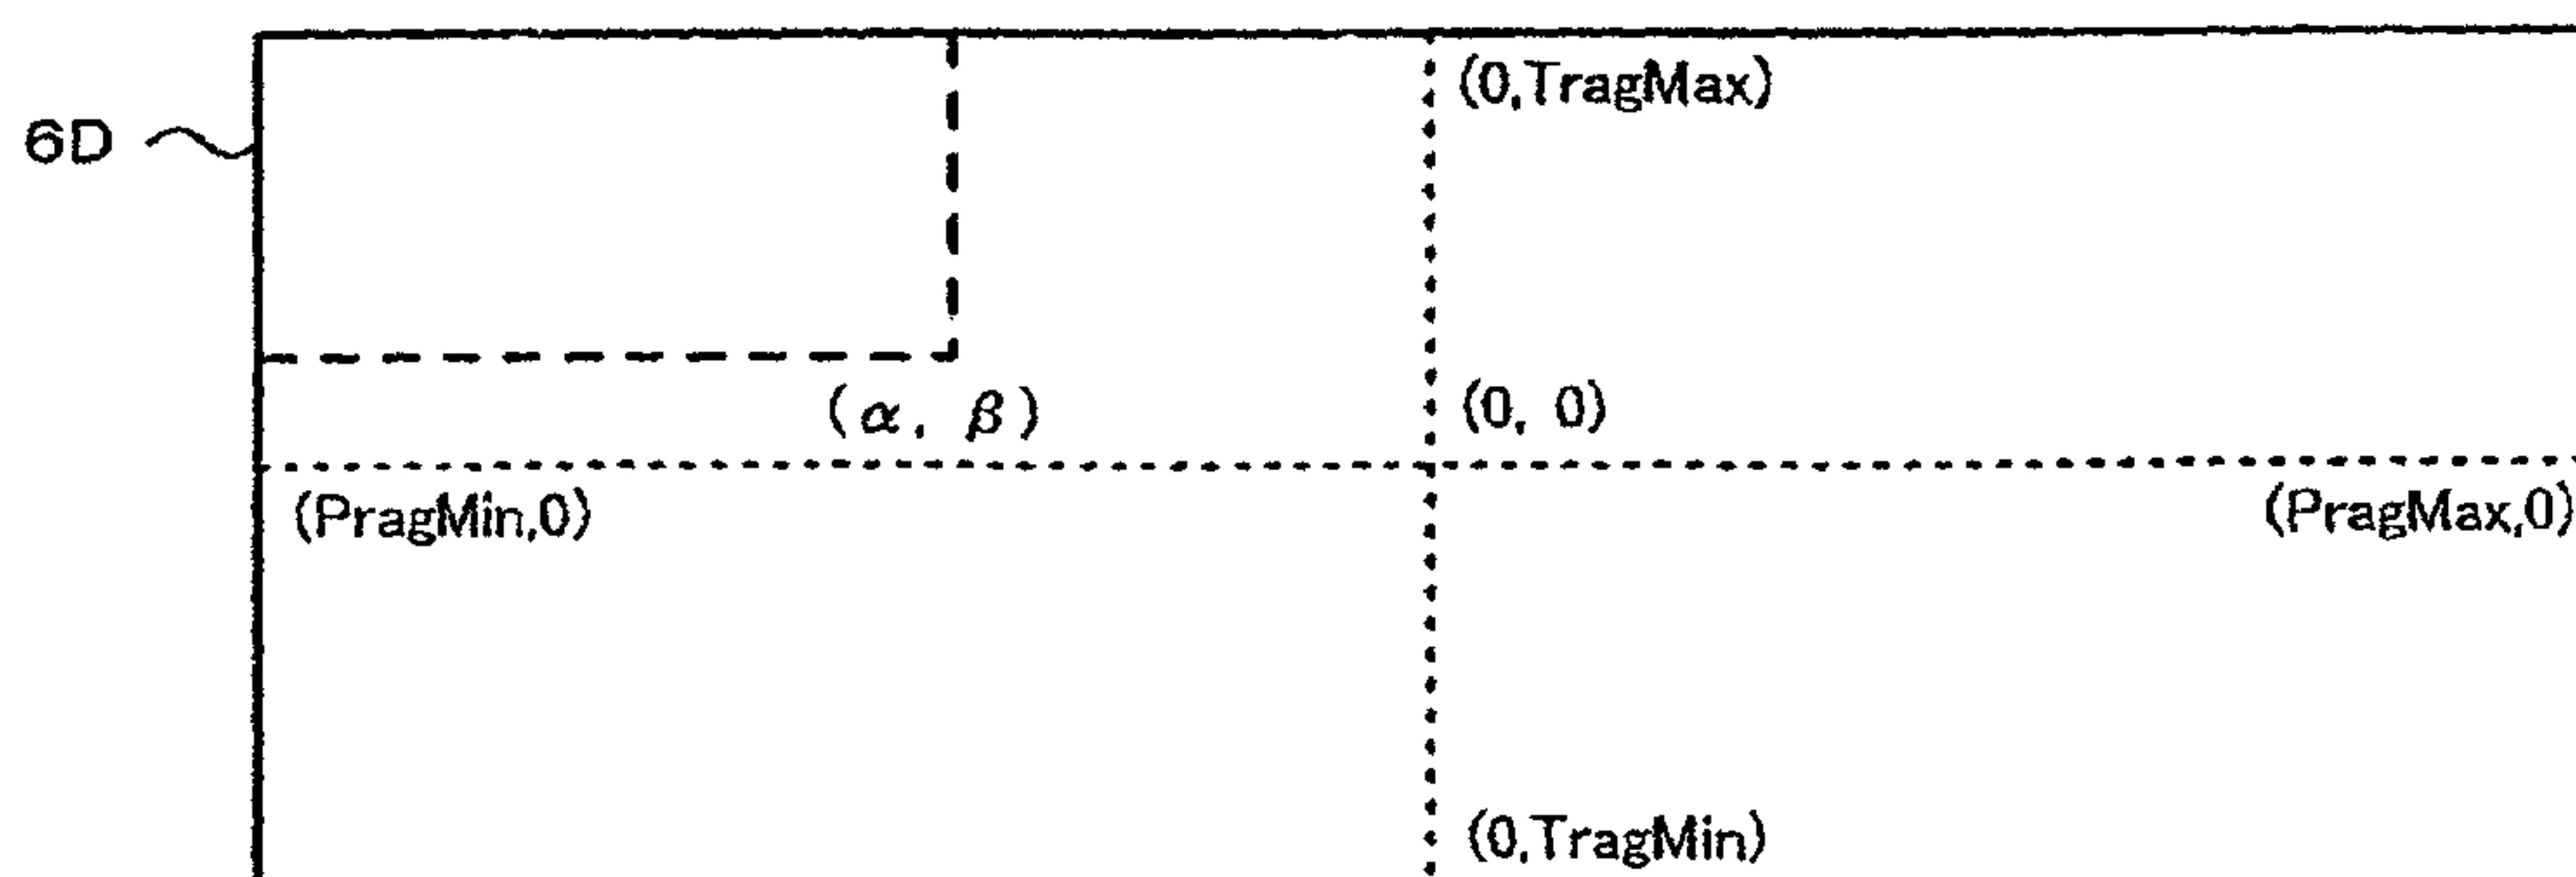 (0,TragMax)
6D
(α, β)
(0, 0)
(PragMin,0)
(PragMax,0)
(0,TragMin)